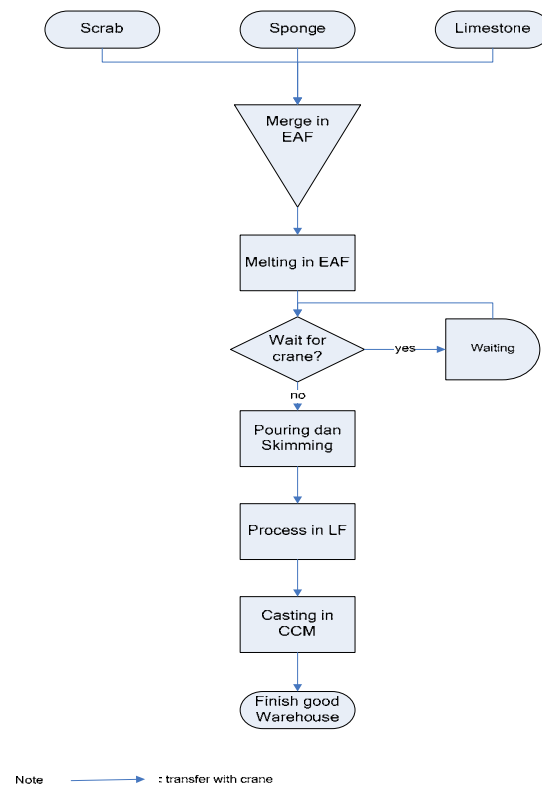 Scrab
Sponge
Limestone
Merge in
EAF
Melting in EAF
Wait for
crane?
yes
Waiting
no
Pouring dan
Skimming
Process in LF
Casting in
CCM
Finish good
Warehouse
Note
: transfer with crane